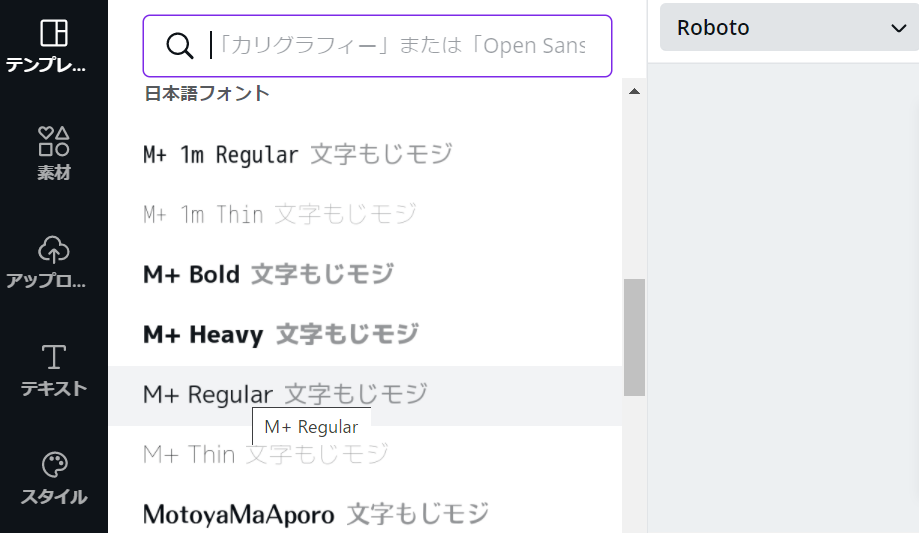 テンプレ...
素材
アップロ...
テキスト
スタイル
「カリグラフィー」または「Open Sans
日本語フォント
M+ 1m Regular 文字もじモジ
M+ 1m Thin 文字もじモジ
M+ Bold 文字もじモジ
M+ Heavy 文字もじモジ
M+ Regular 文字もじモジ
M+ Regular
M+ Thin 文字もじモジ
MotoyaMaAporo 文字もじモジ
Roboto